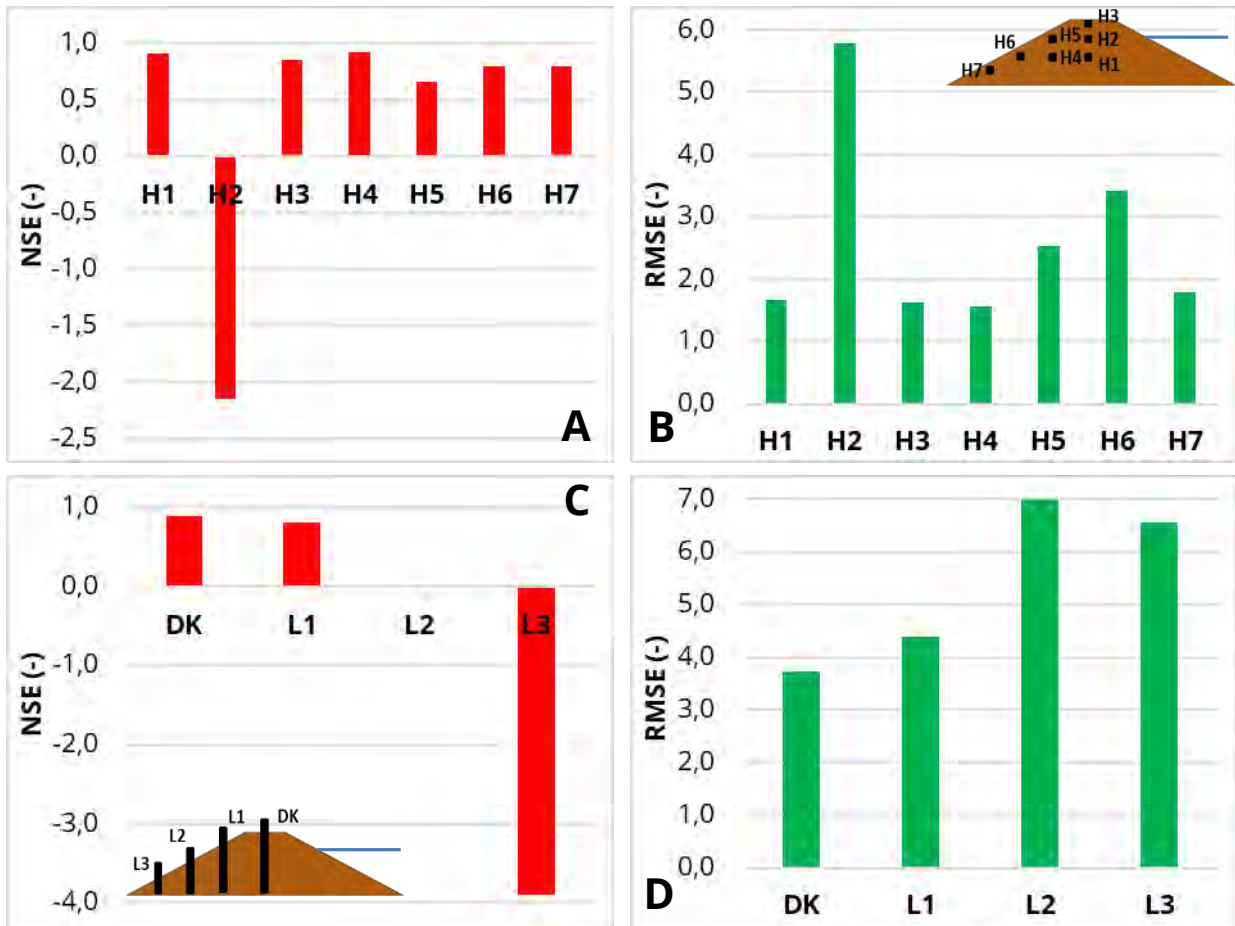 1,0
0,5
0,0
-0,5
-1,0
-1,5
-2,0
-2,5
NSE (-)
H1 H2 H3 H4 H5 H6 H7
A
6,0
5,0
4,0
3,0
2,0
1,0
0,0
RMSE (-)
H3
H6 H5 H2
H7 H4 H1
H1 H2 H3 H4 H5 H6 H7
B
C
1,0
0,0
-1,0
-2,0
-3,0
-4,0
NSE (-)
DK L1 L2 L3
L1 DK
L2
L3
7,0
6,0
5,0
4,0
3,0
2,0
1,0
0,0
RMSE (-)
D
DK L1 L2 L3